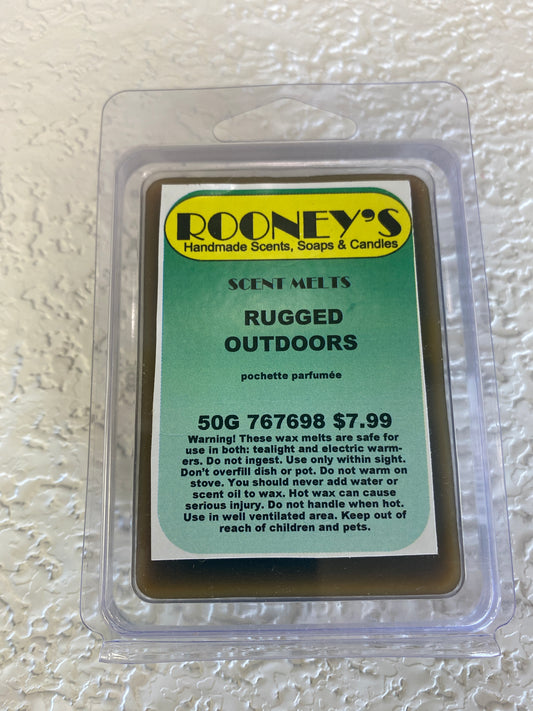 ROONEY'S
Handmade Scents, Soaps & Candles
SCENT MELTS
RUGGED
OUTDOORS
pochette parfumée
50G 767698 $7.99
Warning! These wax melts are safe for
use in both: tealight and electric warm-
ers. Do not ingest. Use only within sight.
Don't overfill dish or pot. Do not warm on
stove. You should never add water or
scent oil to wax. Hot wax can cause
serious injury. Do not handle when hot.
Use in well ventilated area. Keep out of
reach of children and pets.